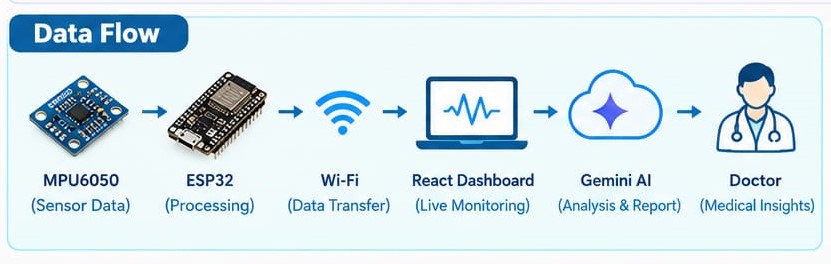 Data Flow
MPU6050
(Sensor Data)
ESP32
(Processing)
Wi-Fi
(Data Transfer)
React Dashboard
(Live Monitoring)
Gemini AI
(Analysis & Report)
Doctor
(Medical Insights)